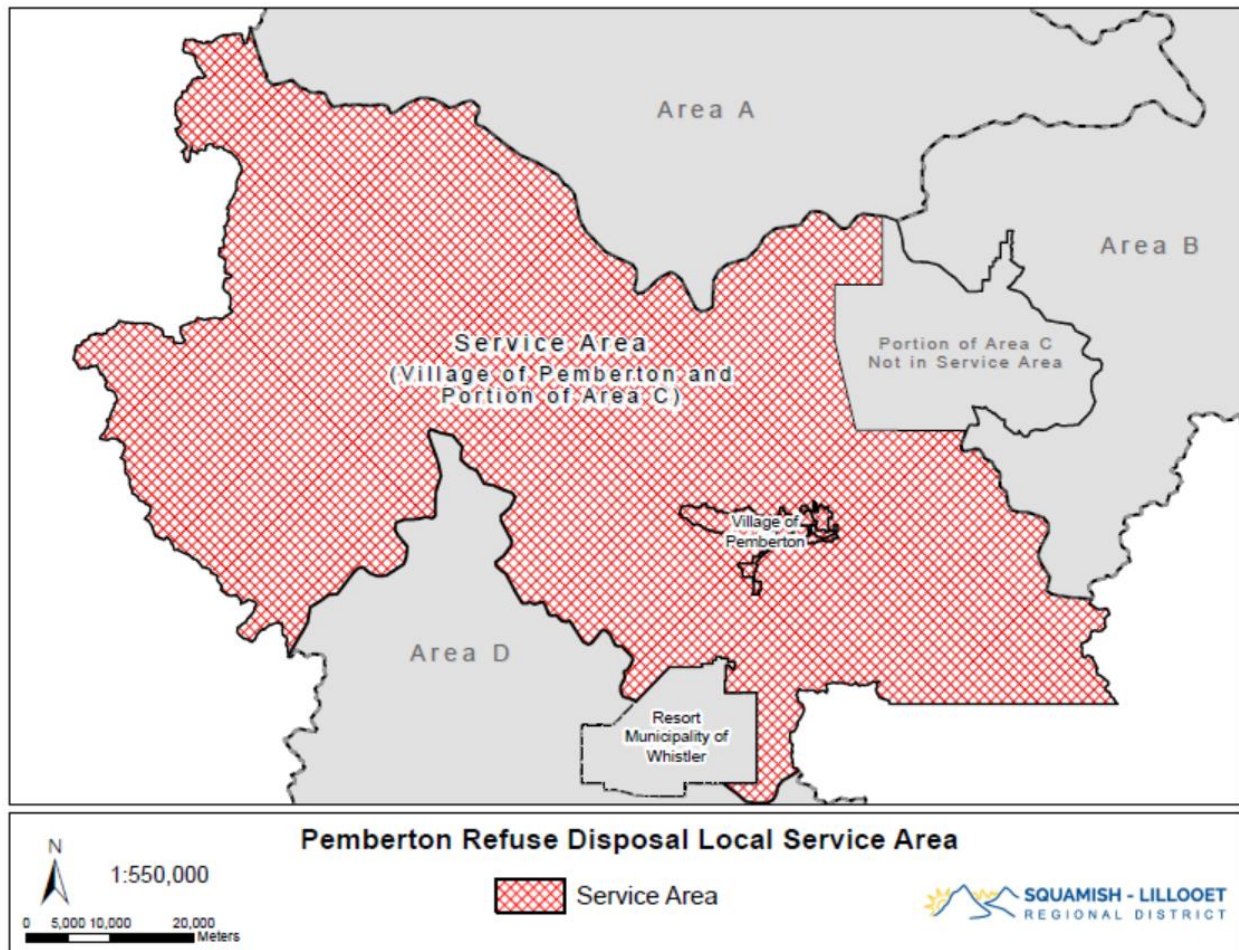 Area A
Area B
Portion of Area C
Not in Service Area
Service Area
(Village of Pemberton and
Portion of Area C)
Village of
Pemberton
Area D
Resort
Municipality of
Whistler
Pemberton Refuse Disposal Local Service Area
N
1:550,000
Service Area
0 5,000 10,000 20,000
Meters
SQUAMISH - LILLOOET
REGIONAL DISTRICT